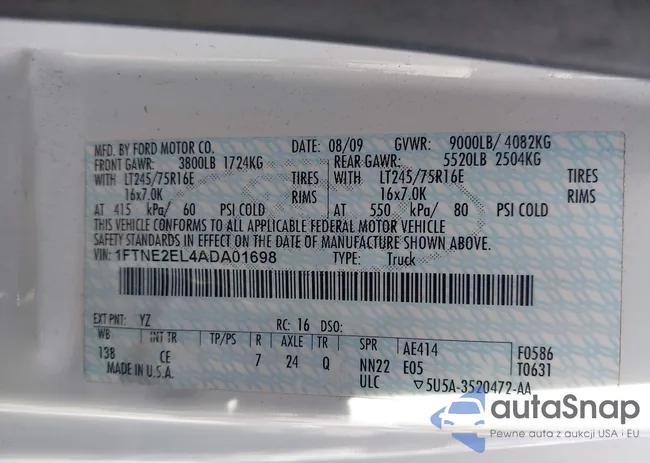 MFD. BY FORD MOTOR CO. DATE: 08/09 GVWR: 9000LB/ 4082KG
FRONT GAWR: 3800LB 1724KG REAR GAWR: 5520LB 2504KG
WITH LT245/75R16E TIRES WITH LT245/75R16E TIRES
16x7.0K RIMS 16x7.0K RIMS
AT 415 kPa/ 60 PSI COLD AT 550 kPa/ 80 PSI COLD
THIS VEHICLE CONFORMS TO ALL APPLICABLE FEDERAL MOTOR VEHICLE
SAFETY STANDARDS IN EFFECT ON THE DATE OF MANUFACTURE SHOWN ABOVE.
VIN: 1FTNE2EL4ADA01698 TYPE: Truck
EXT PNT: YZ RC: 16 DSO:
WB INT TR TP/PS R AXLE TR SPR AE414 F0586
138 CE 7 24 Q NN22 E05 T0631
MADE IN U.S.A. ULC ▽5U5A-3520472-AA
autoSnap
Pewne auta z aukcji USA i EU